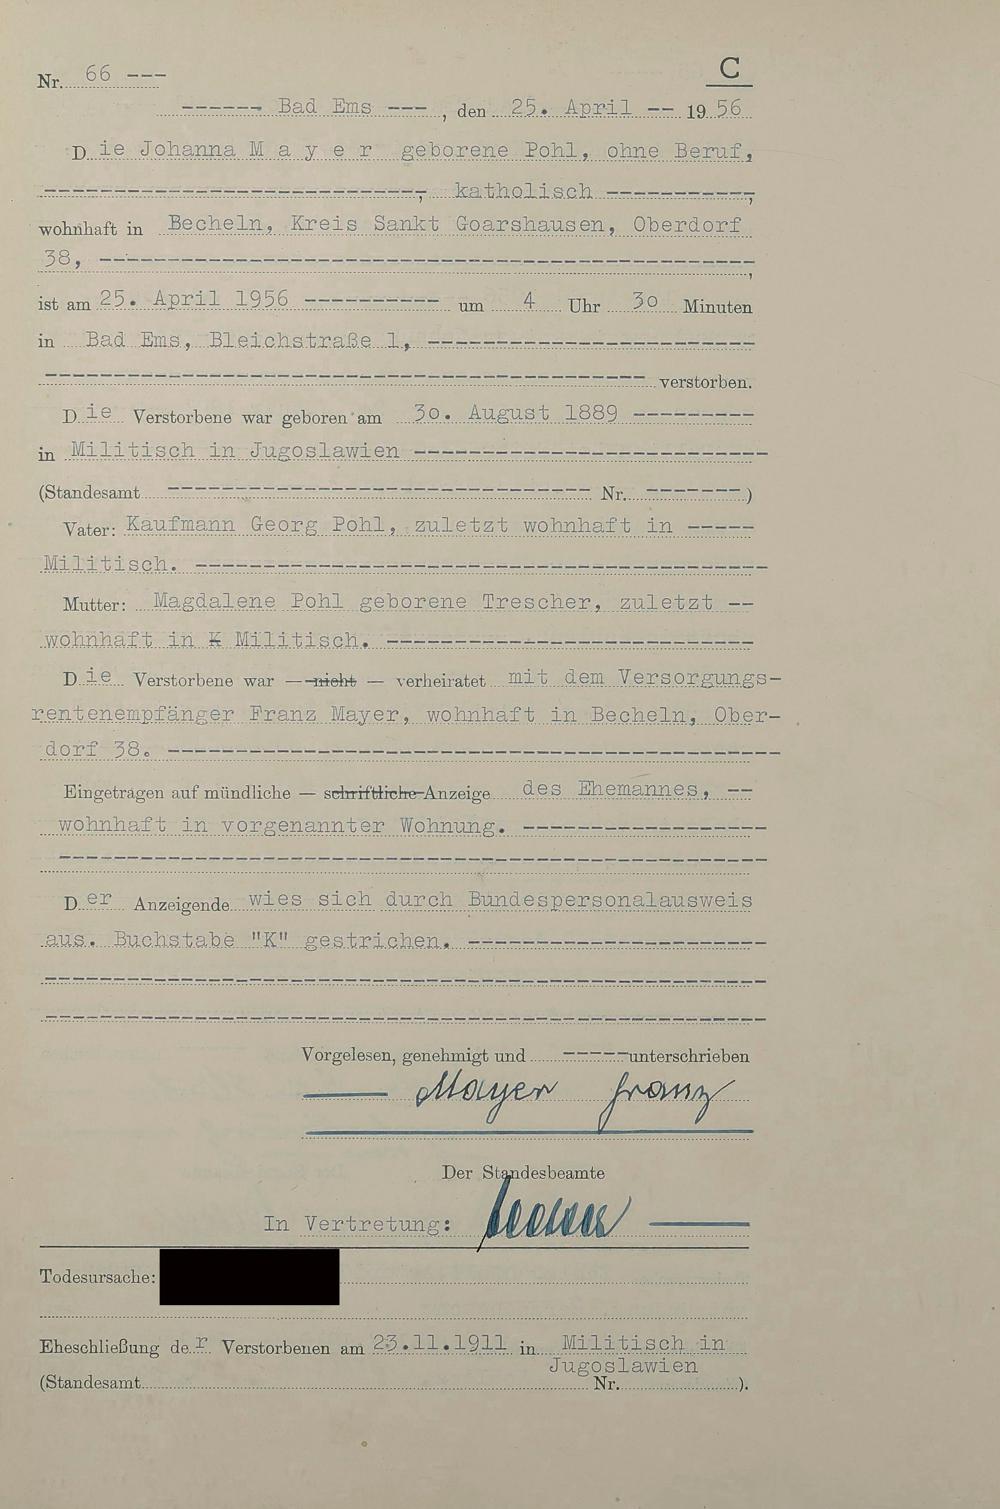 C
Nr. 66 ---
------ Bad Ems --- , den 25. April -- 1956
Die Johanna M a y e r geborene Pohl, ohne Beruf,
----------------------------, katholisch -----------,
wohnhaft in Becheln, Kreis Sankt Goarshausen, Oberdorf
38, ------------------------------------------------,
ist am 25. April 1956 ---------- um 4 Uhr 30 Minuten
in Bad Ems, Bleichstraße 1, ------------------------
-------------------------------------------- verstorben.
Die Verstorbene war geboren am 30. August 1889 ---------
in Militisch in Jugoslawien --------------------------
(Standesamt ------------------------------- Nr. -------)
Vater: Kaufmann Georg Pohl, zuletzt wohnhaft in -----
Militisch. ------------------------------------------
Mutter: Magdalene Pohl geborene Trescher, zuletzt --
wohnhaft in K Militisch. ---------------------------
Die Verstorbene war — nicht — verheiratet mit dem Versorgungs-
rentenempfänger Franz Mayer, wohnhaft in Becheln, Ober-
dorf 38. ---------------------------------------------
Eingetragen auf mündliche — schriftliche Anzeige des Ehemannes, --
wohnhaft in vorgenannter Wohnung. ------------------
----------------------------------------------------
Der Anzeigende wies sich durch Bundespersonalausweis
aus. Buchstabe "K" gestrichen. ----------------------
-----------------------------------------------------
-----------------------------------------------------
Vorgelesen, genehmigt und -----unterschrieben
Mayer Franz
Der Standesbeamte
In Vertretung:
Todesursache:
Eheschließung der Verstorbenen am 23.11.1911 in Militisch in
Jugoslawien
(Standesamt Nr. ).